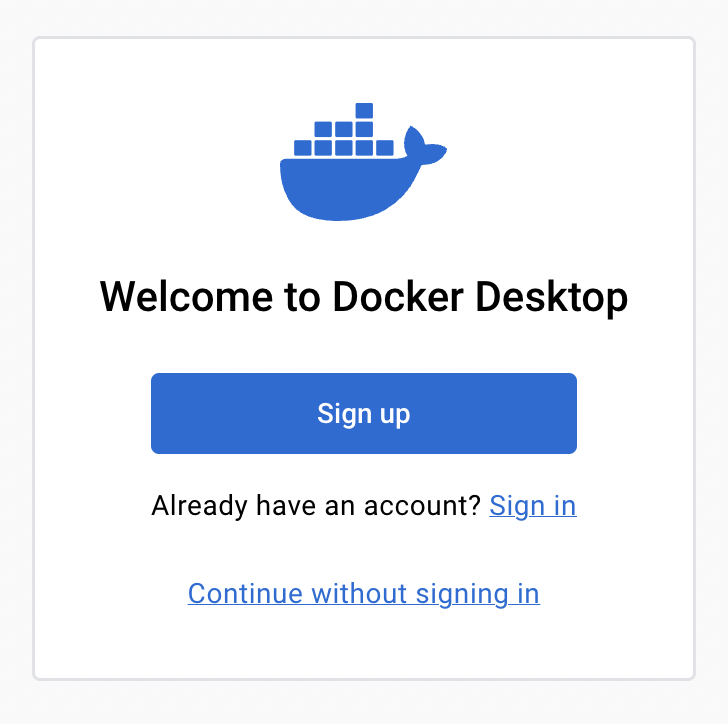 Welcome to Docker Desktop
Sign up
Already have an account? Sign in
Continue without signing in